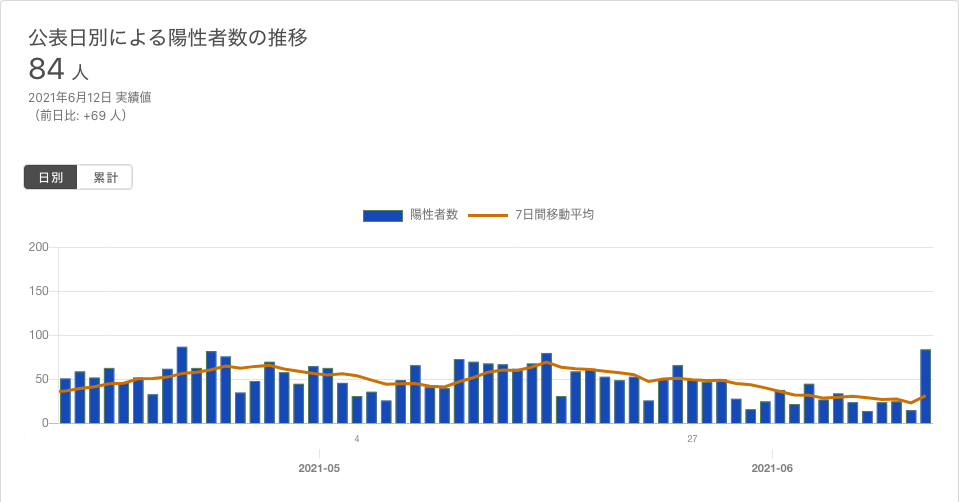 公表日別による陽性者数の推移
84 人
2021年6月12日 実績値
（前日比: +69 人）
日別 累計
陽性者数 7日間移動平均
200
150
100
50
0
4 27
2021-05 2021-06